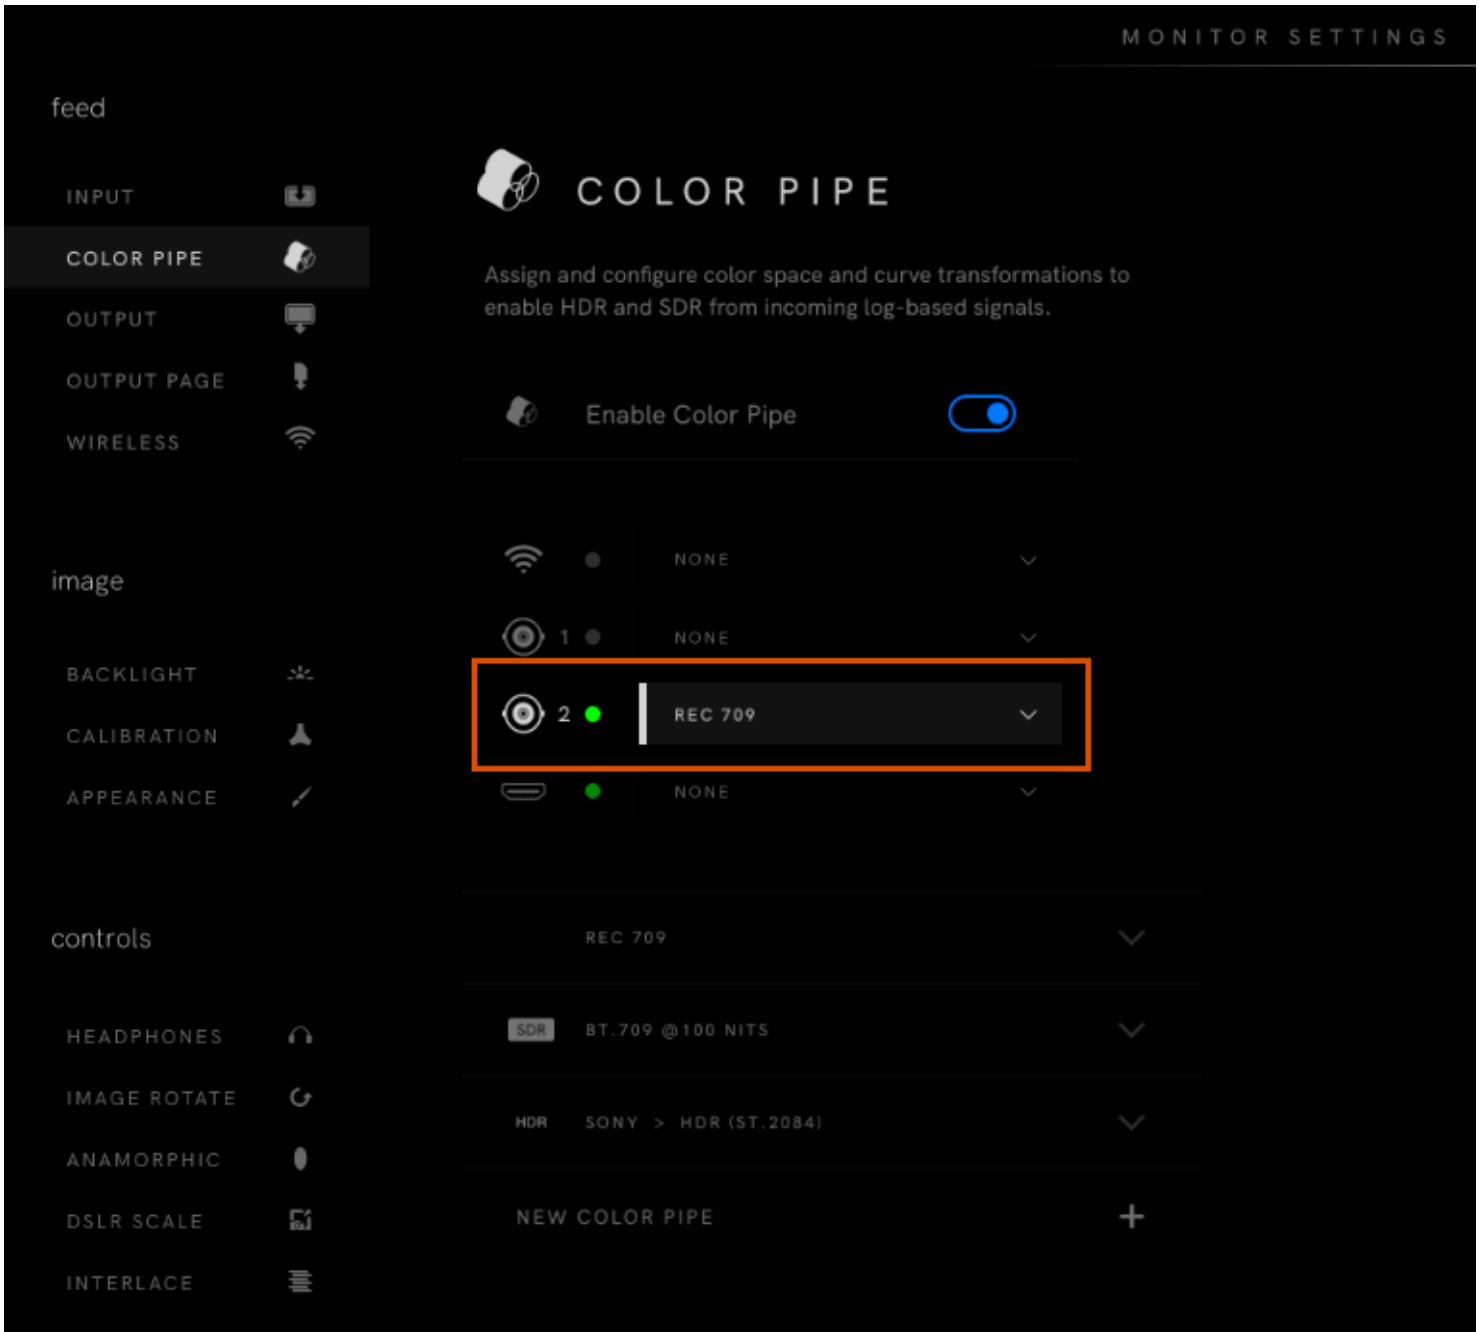 MONITOR SETTINGS
feed
INPUT
COLOR PIPE
OUTPUT
OUTPUT PAGE
WIRELESS
image
BACKLIGHT
CALIBRATION
APPEARANCE
controls
HEADPHONES
IMAGE ROTATE
ANAMORPHIC
DSLR SCALE
INTERLACE
COLOR PIPE
Assign and configure color space and curve transformations to
enable HDR and SDR from incoming log-based signals.
Enable Color Pipe
NONE
1 NONE
2 REC 709
NONE
REC 709
SDR BT.709 @100 NITS
HDR SONY > HDR (ST.2084)
NEW COLOR PIPE +